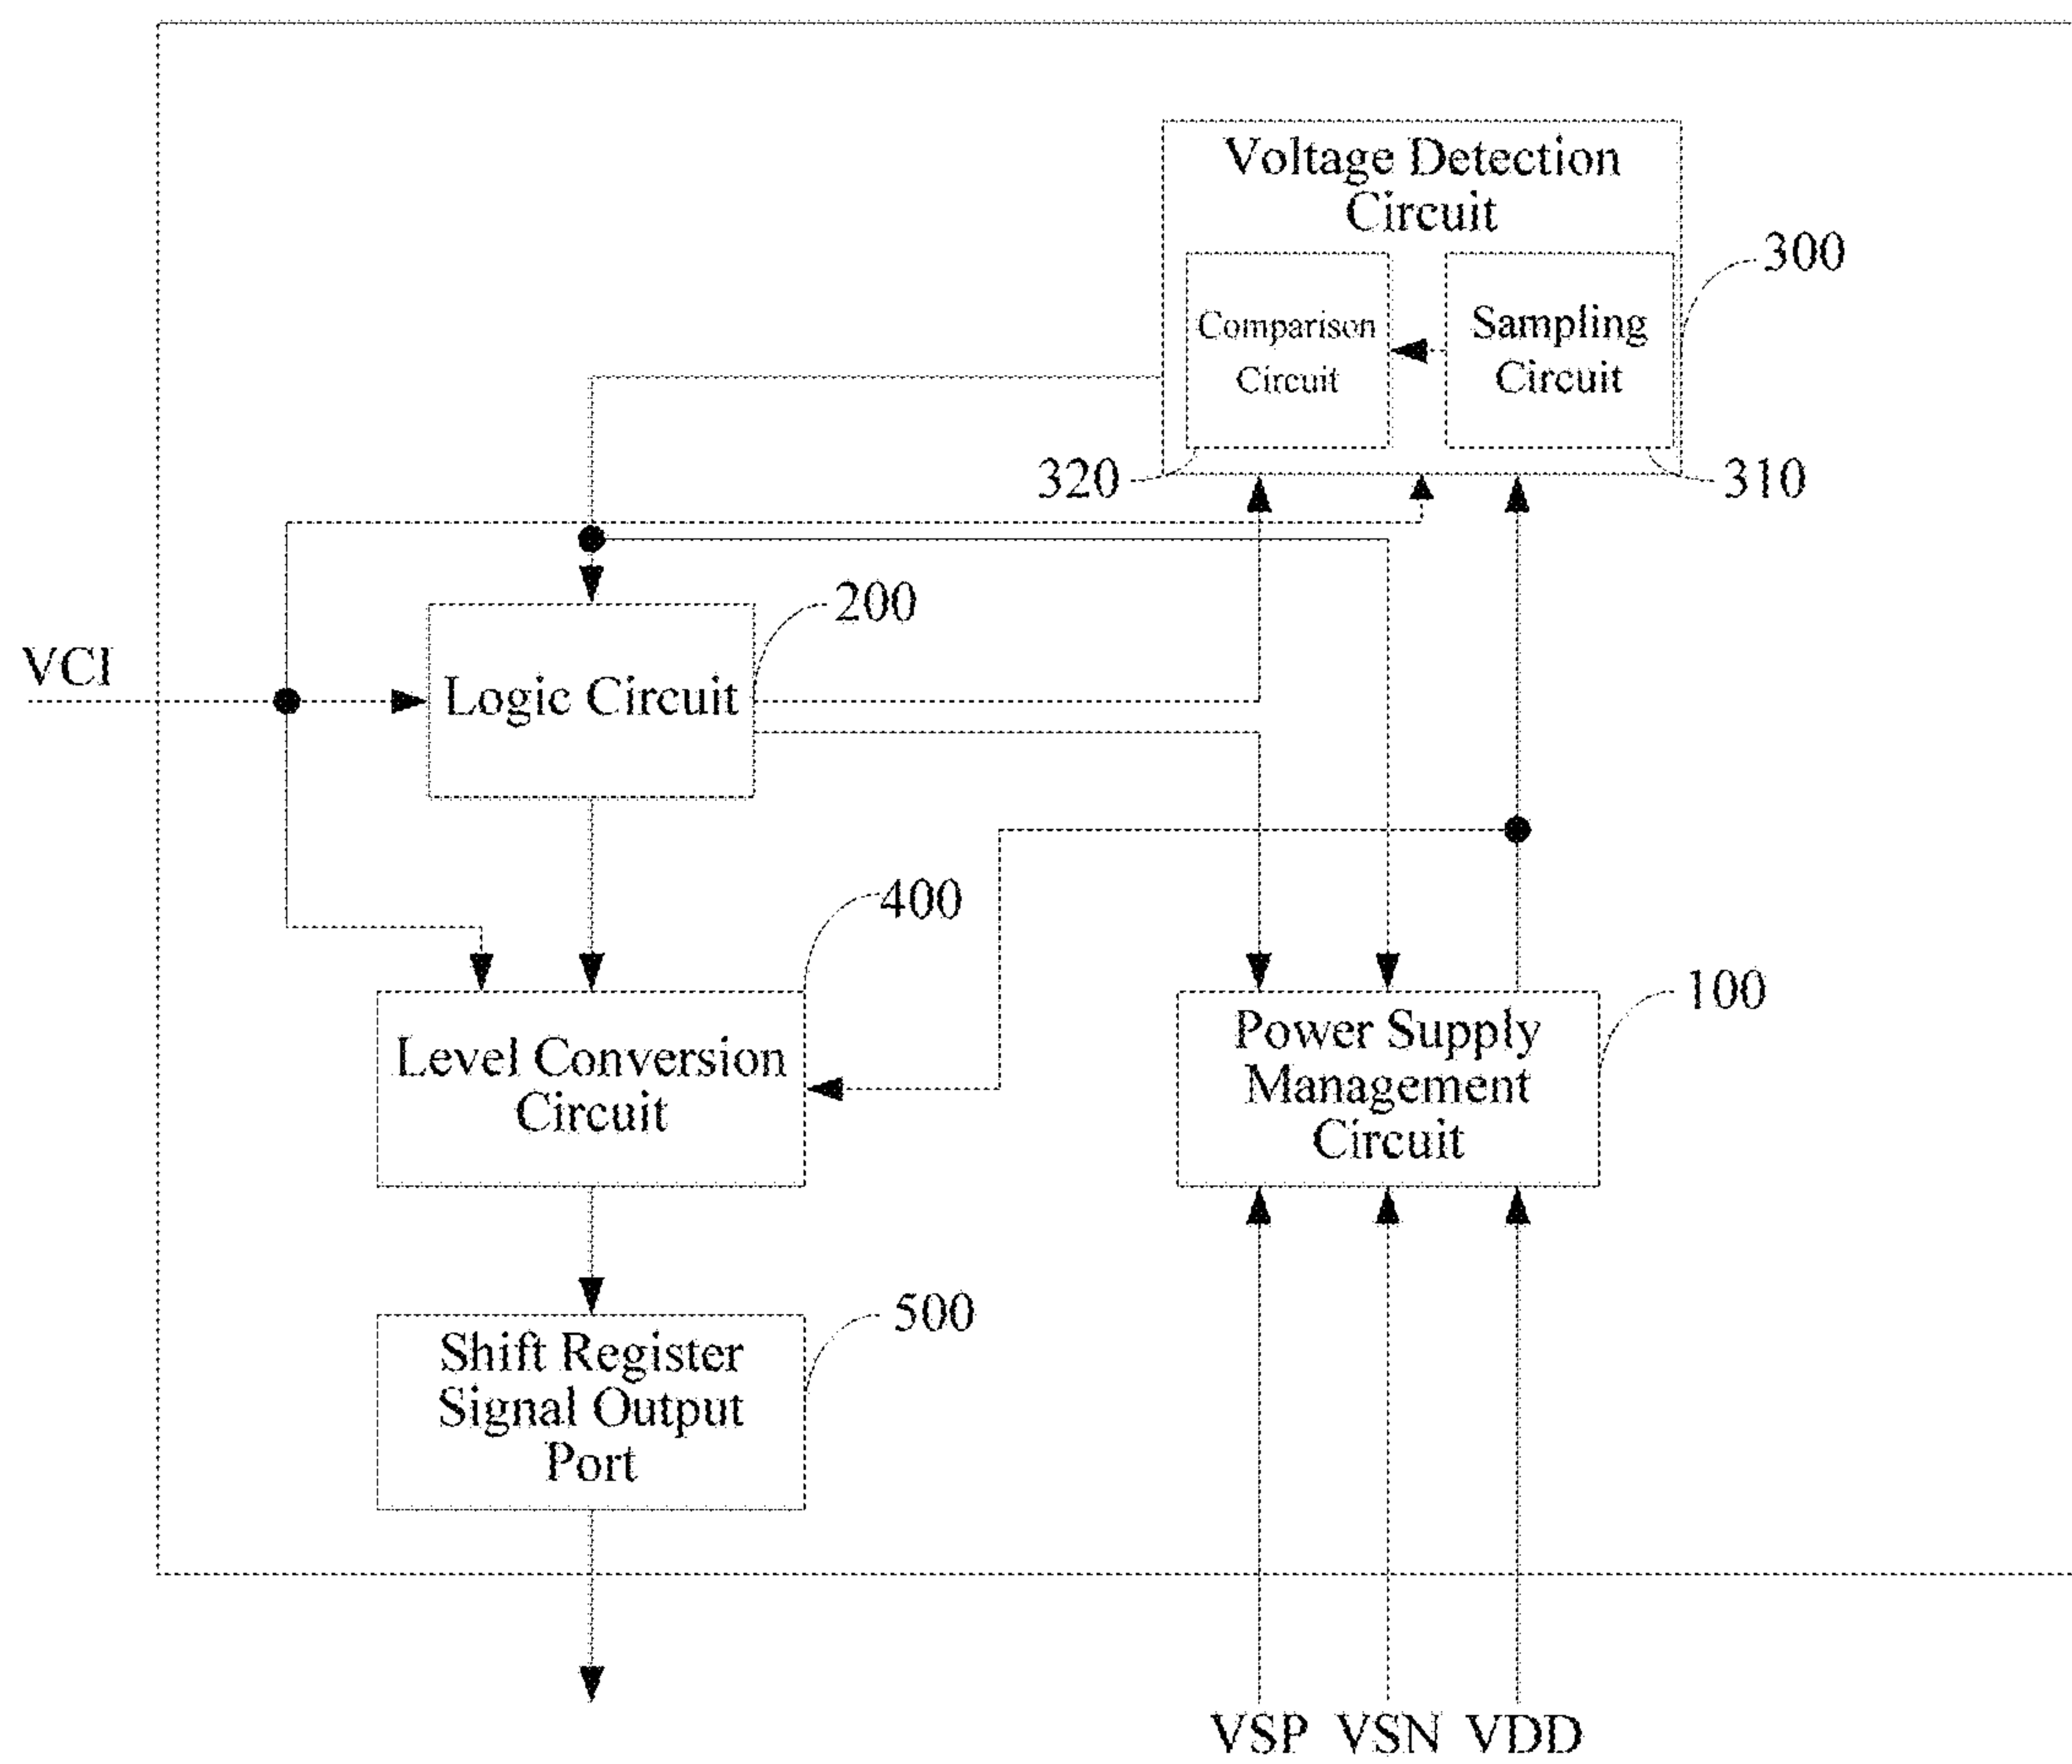 Voltage Detection
Circuit
300
Comparison
Circuit
Sampling
Circuit
320
310
200
VCI
Logic Circuit
400
100
Level Conversion
Circuit
Power Supply
Management
Circuit
500
Shift Register
Signal Output
Port
VSP VSN VDD